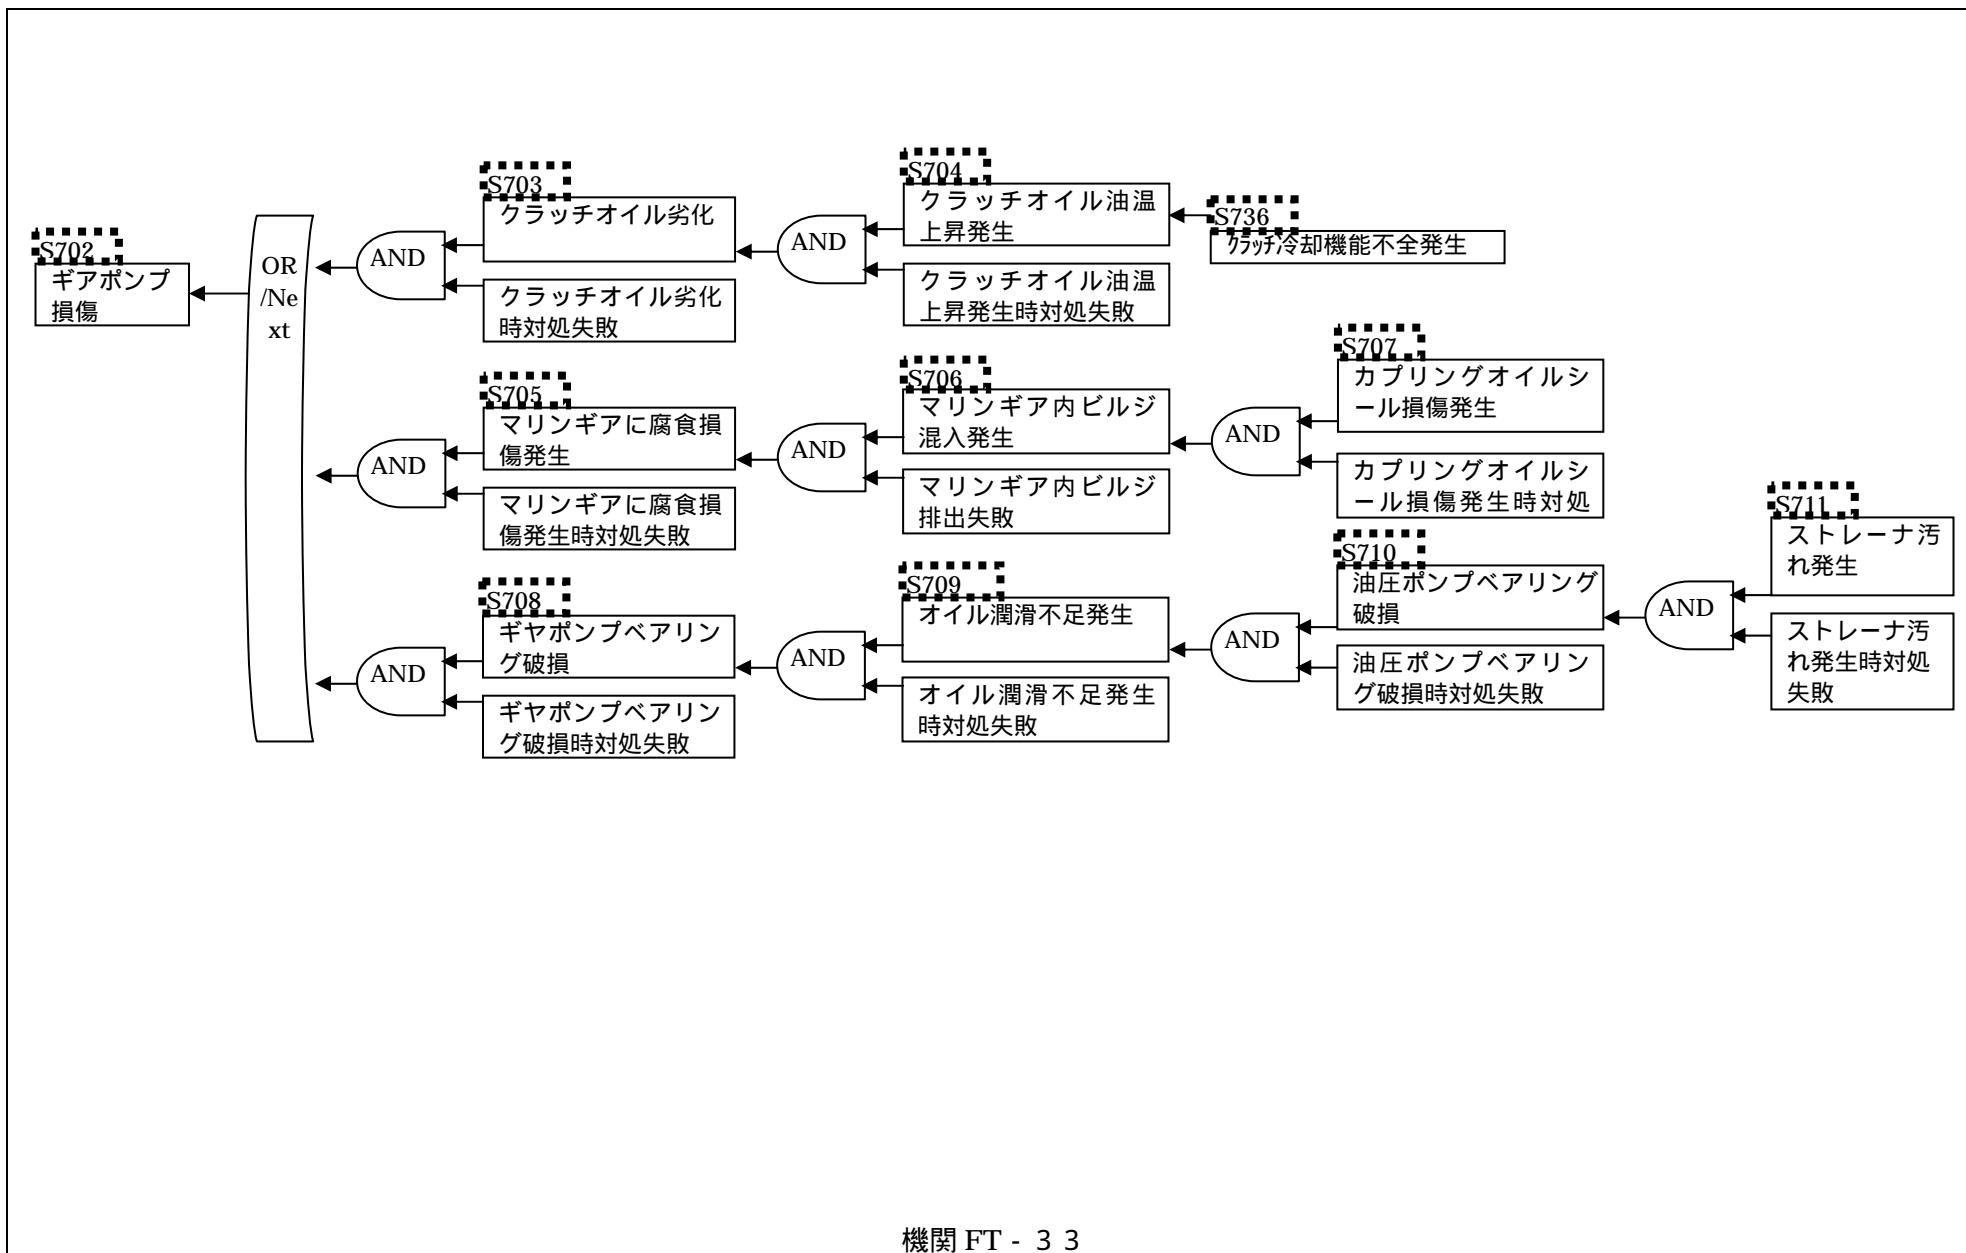 S702
ギアポンプ
損傷
OR
/Ne
xt
AND
S703
クラッチオイル劣化
クラッチオイル劣化
時対処失敗
AND
S704
クラッチオイル油温
上昇発生
クラッチオイル油温
上昇発生時対処失敗
S736
クラッチ冷却機能不全発生
AND
S705
マリンギアに腐食損
傷発生
マリンギアに腐食損
傷発生時対処失敗
AND
S706
マリンギア内ビルジ
混入発生
マリンギア内ビルジ
排出失敗
AND
S707
カプリングオイルシ
ール損傷発生
カプリングオイルシ
ール損傷発生時対処
AND
S708
ギヤポンプベアリン
グ破損
ギヤポンプベアリン
グ破損時対処失敗
AND
S709
オイル潤滑不足発生
オイル潤滑不足発生
時対処失敗
AND
S710
油圧ポンプベアリング
破損
油圧ポンプベアリン
グ破損時対処失敗
AND
S711
ストレーナ汚
れ発生
ストレーナ汚
れ発生時対処
失敗
機関 FT - ３３